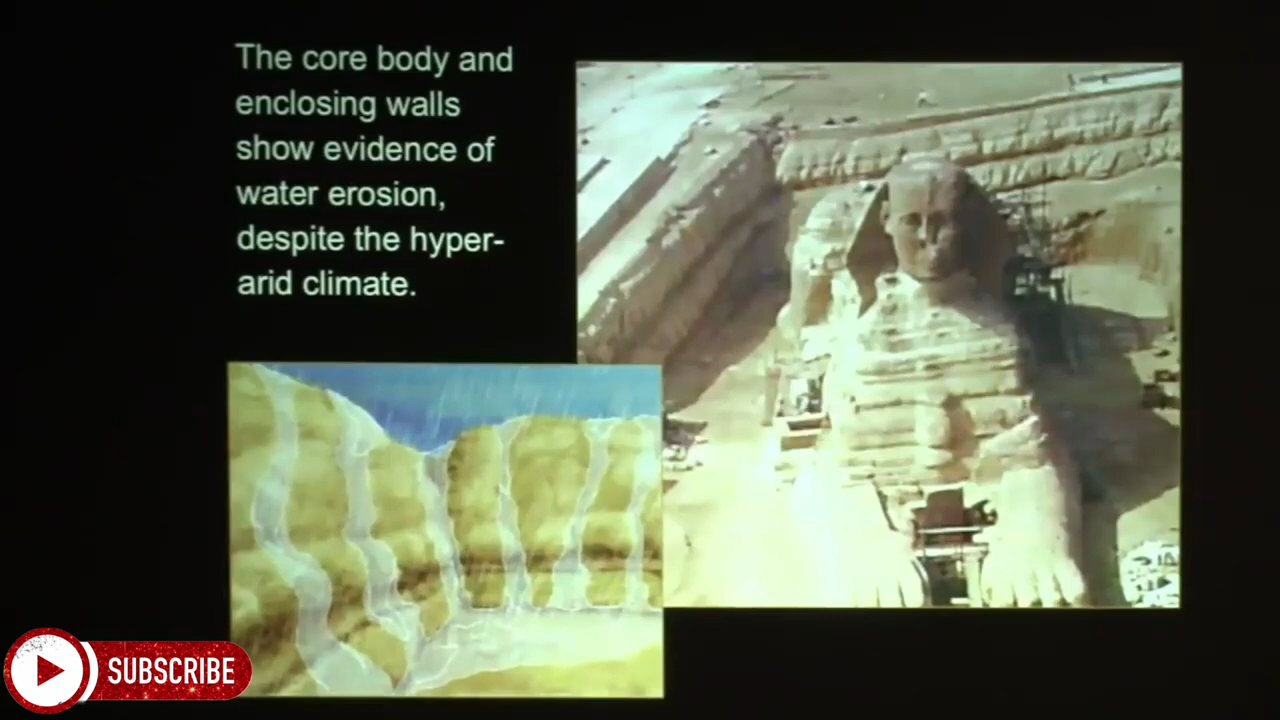 The core body and
enclosing walls
show evidence of
water erosion,
despite the hyper-
arid climate.
SUBSCRIBE